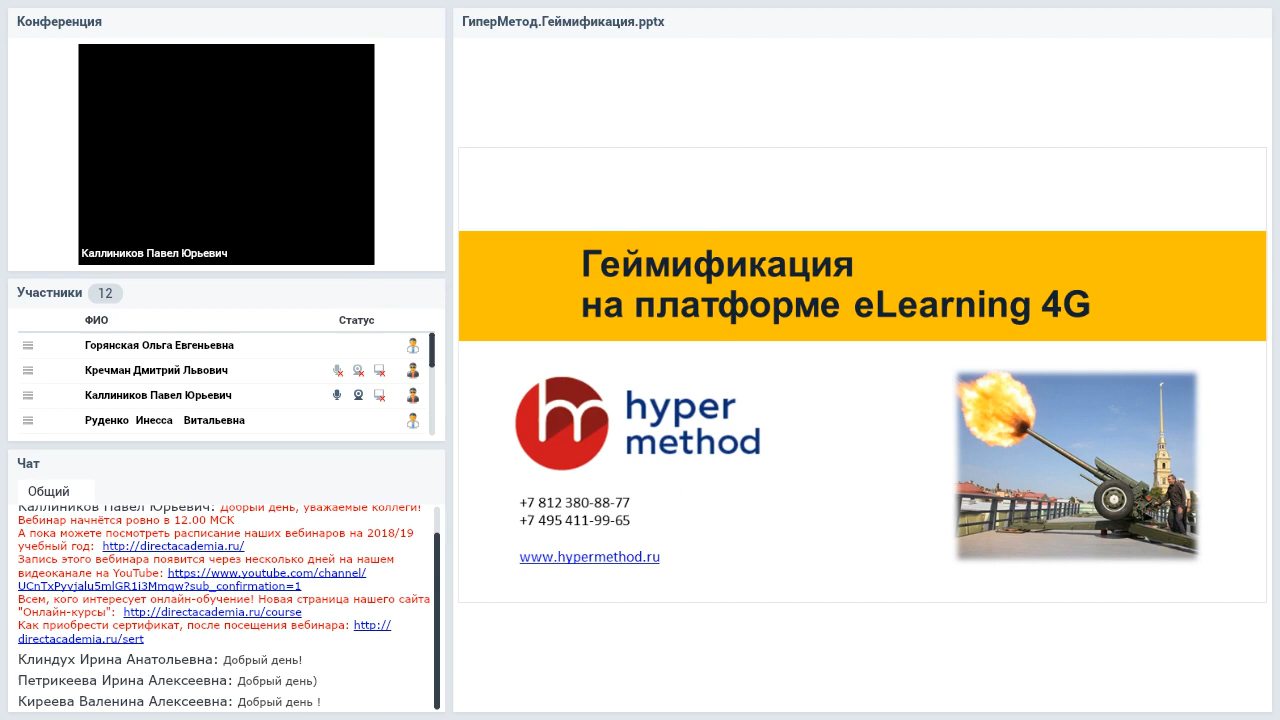 Конференция
Каллиников Павел Юрьевич
Участники 12
ФИО Статус
Горянская Ольга Евгеньевна
Кречман Дмитрий Львович
Каллиников Павел Юрьевич
Руденко Инесса Витальевна
Чат
Общий
Каллиников Павел Юрьевич: Добрый день, уважаемые коллеги!
Вебинар начнётся ровно в 12.00 МСК
А пока можете посмотреть расписание наших вебинаров на 2018/19
учебный год: http://directacademia.ru/
Запись этого вебинара появится через несколько дней на нашем
видеоканале на YouTube: https://www.youtube.com/channel/
UCnTxPyvjalu5mlGR1i3Mmqw?sub_confirmation=1
Всем, кого интересует онлайн-обучение! Новая страница нашего сайта
"Онлайн-курсы": http://directacademia.ru/course
Как приобрести сертификат, после посещения вебинара: http://
directacademia.ru/sert
Клиндух Ирина Анатольевна: Добрый день!
Петрикеева Ирина Алексеевна: Добрый день)
Киреева Валенина Алексеевна: Добрый день !
ГиперМетод.Геймификация.pptx
Геймификация
на платформе eLearning 4G
hyper
method
+7 812 380-88-77
+7 495 411-99-65
www.hypermethod.ru